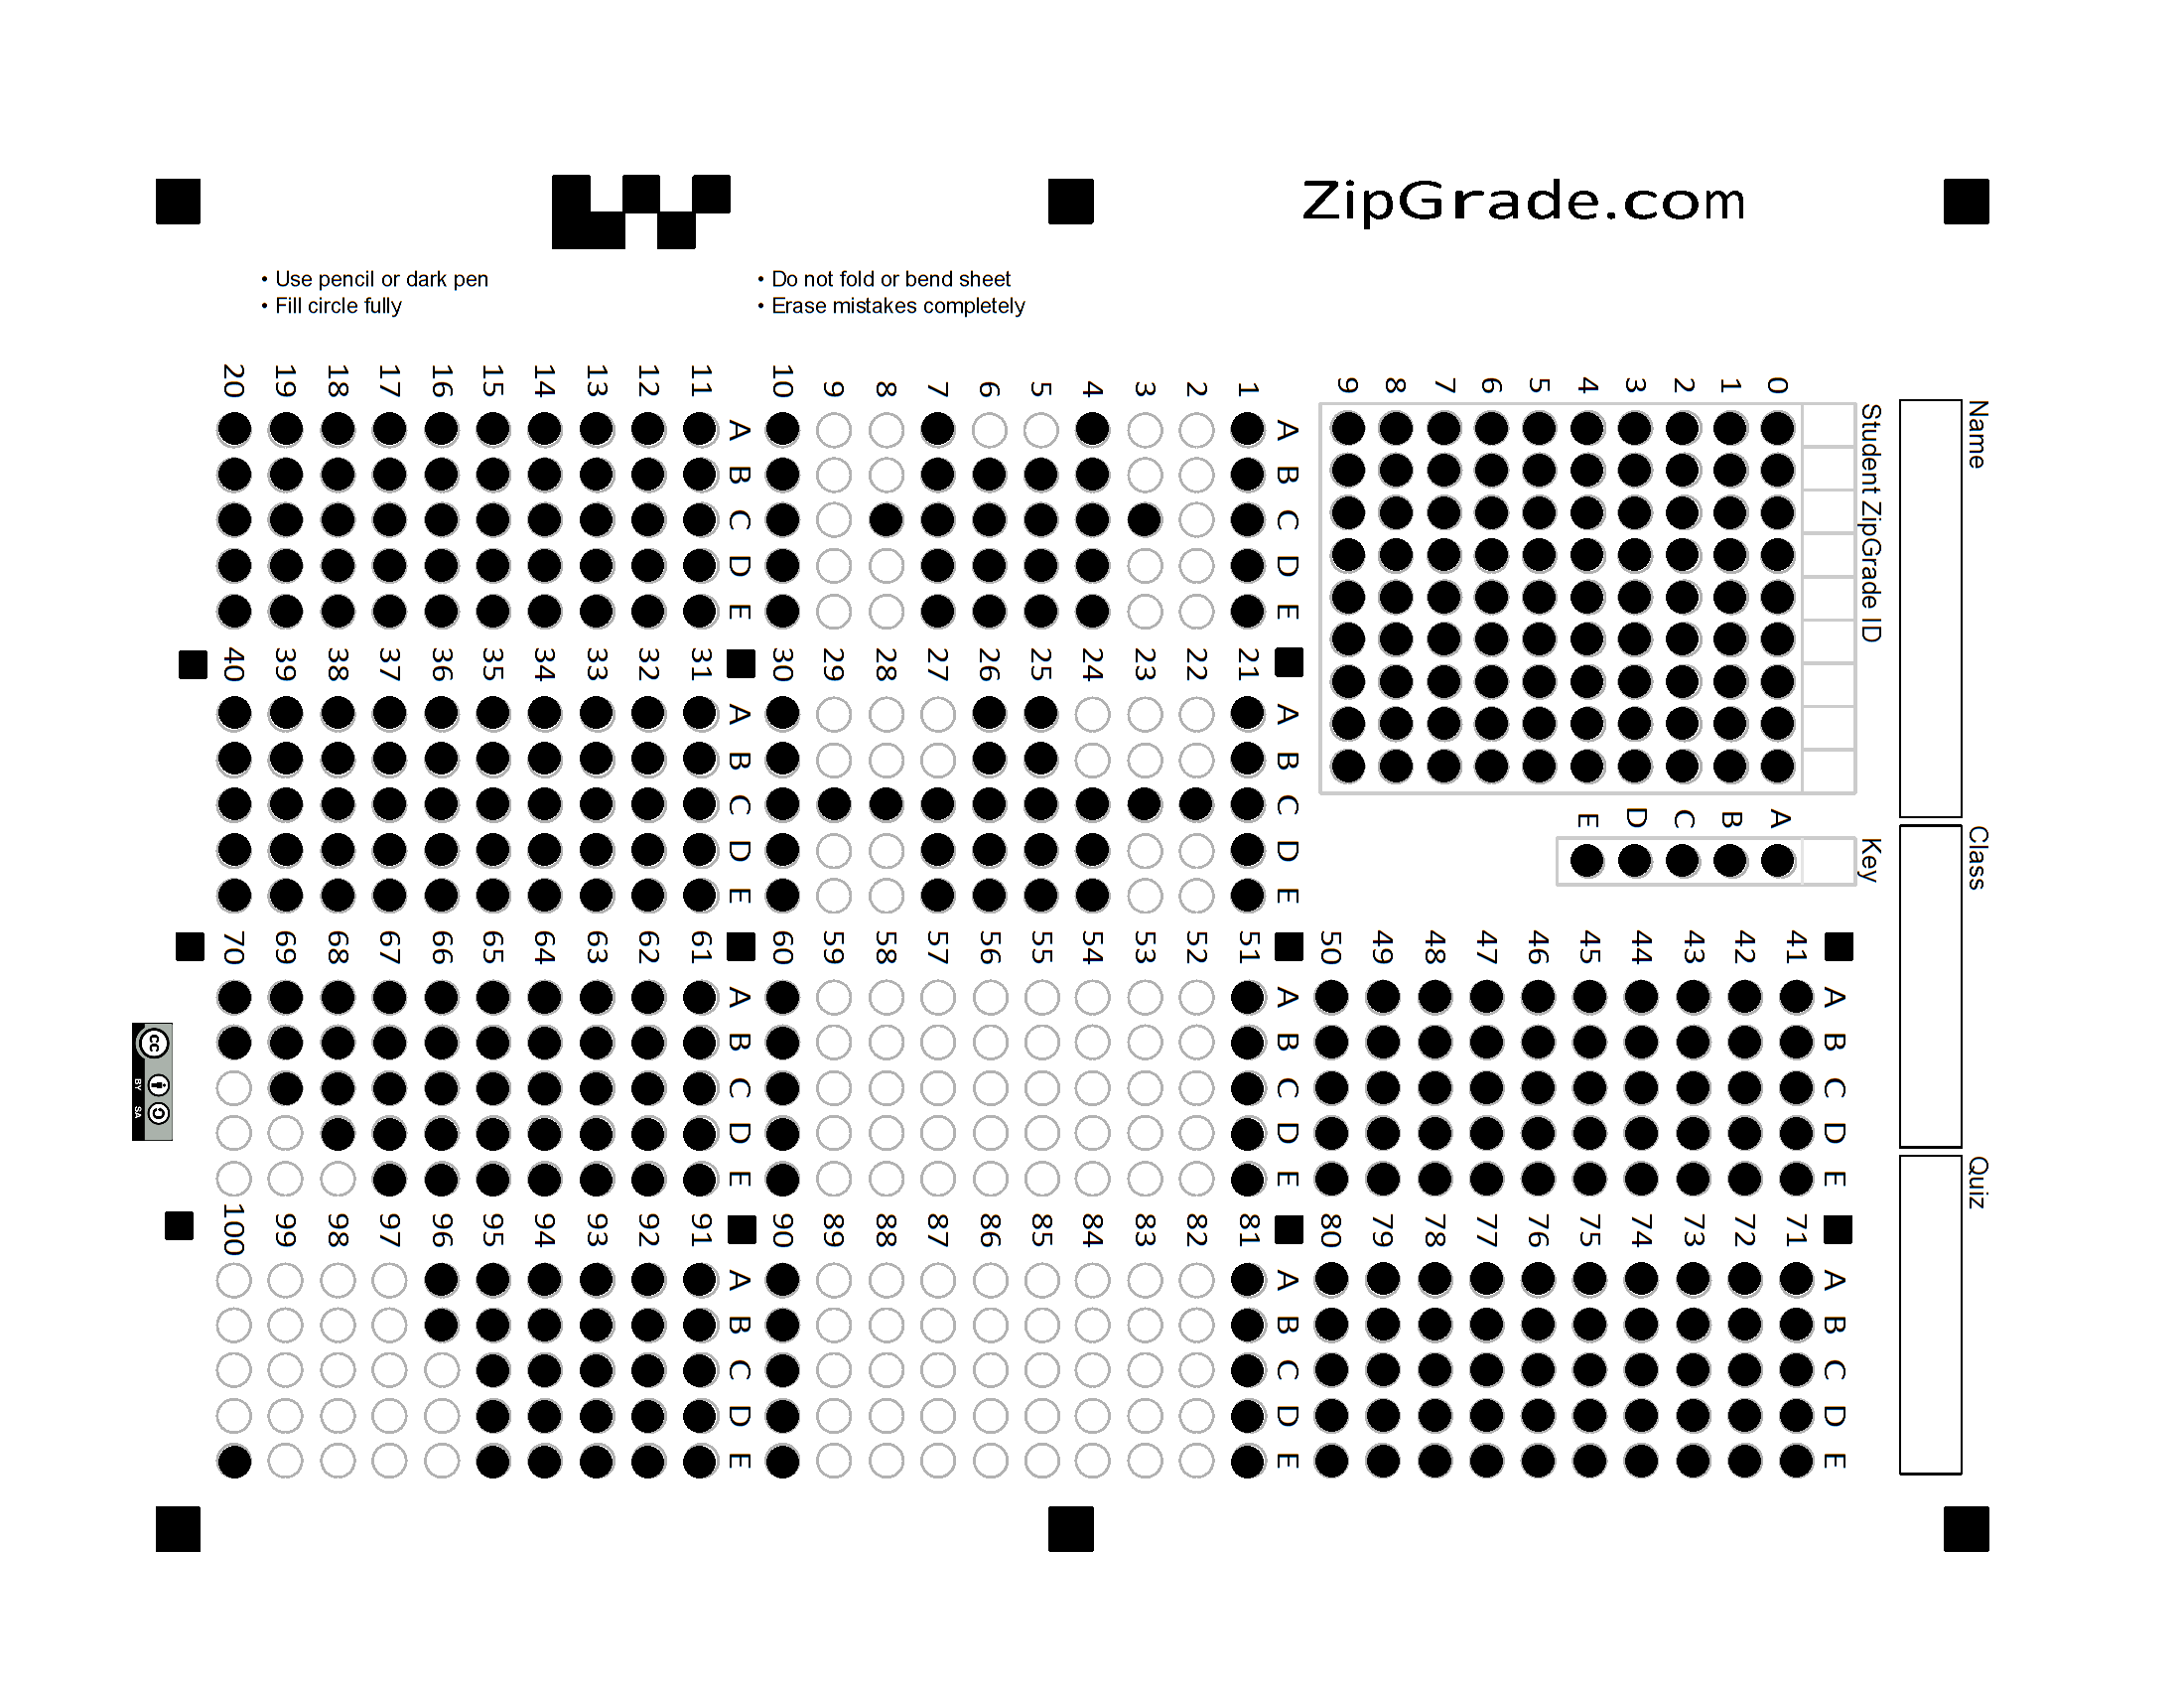 ZipGrade.com
• Use pencil or dark pen
• Fill circle fully
• Do not fold or bend sheet
• Erase mistakes completely
Name Class Quiz
Student ZipGrade ID Key
0 A
1 B
2 C
3 D
4 E
5
6
7
8
9
A B C D E A B C D E
41 71
42 72
43 73
44 74
45 75
46 76
47 77
48 78
49 79
50 80
A B C D E A B C D E A B C D E A B C D E
1 21 51 81
2 22 52 82
3 23 53 83
4 24 54 84
5 25 55 85
6 26 56 86
7 27 57 87
8 28 58 88
9 29 59 89
10 30 60 90
A B C D E A B C D E A B C D E A B C D E
11 31 61 91
12 32 62 92
13 33 63 93
14 34 64 94
15 35 65 95
16 36 66 96
17 37 67 97
18 38 68 98
19 39 69 99
20 40 70 100
cc
BY SA